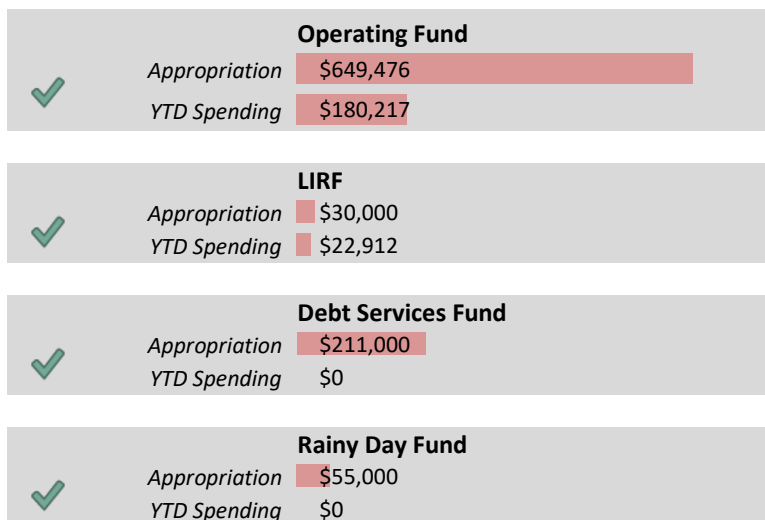 Operating Fund
Appropriation $649,476
YTD Spending $180,217
LIRF
Appropriation $30,000
YTD Spending $22,912
Debt Services Fund
Appropriation $211,000
YTD Spending $0
Rainy Day Fund
Appropriation $55,000
YTD Spending $0